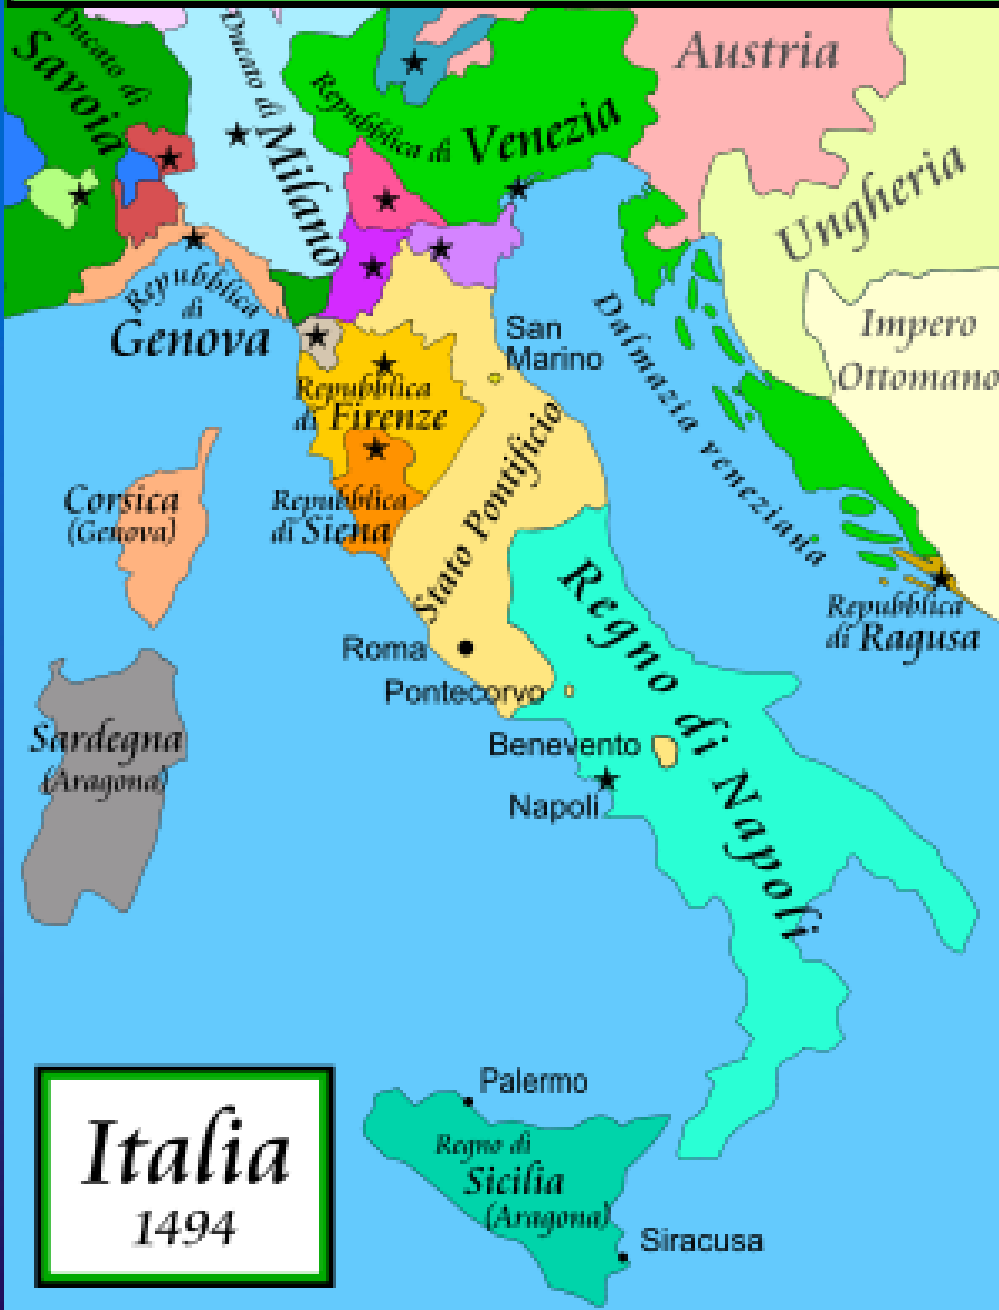 Ducato di
Savoia
Ducato di
Milano
Repubblica di Venezia
Austria
Ungheria
Impero
Ottomano
Repubblica
di
Genova
San
Marino
Dalmazia veneziana
Repubblica
di Firenze
Corsica
(Genova)
Repubblica
di Siena
Stato Pontificio
Repubblica
di Ragusa
Roma
Pontecorvo
Regno di Napoli
Sardegna
(Aragona)
Benevento
Napoli
Palermo
Regno di
Sicilia
(Aragona)
Siracusa
Italia
1494